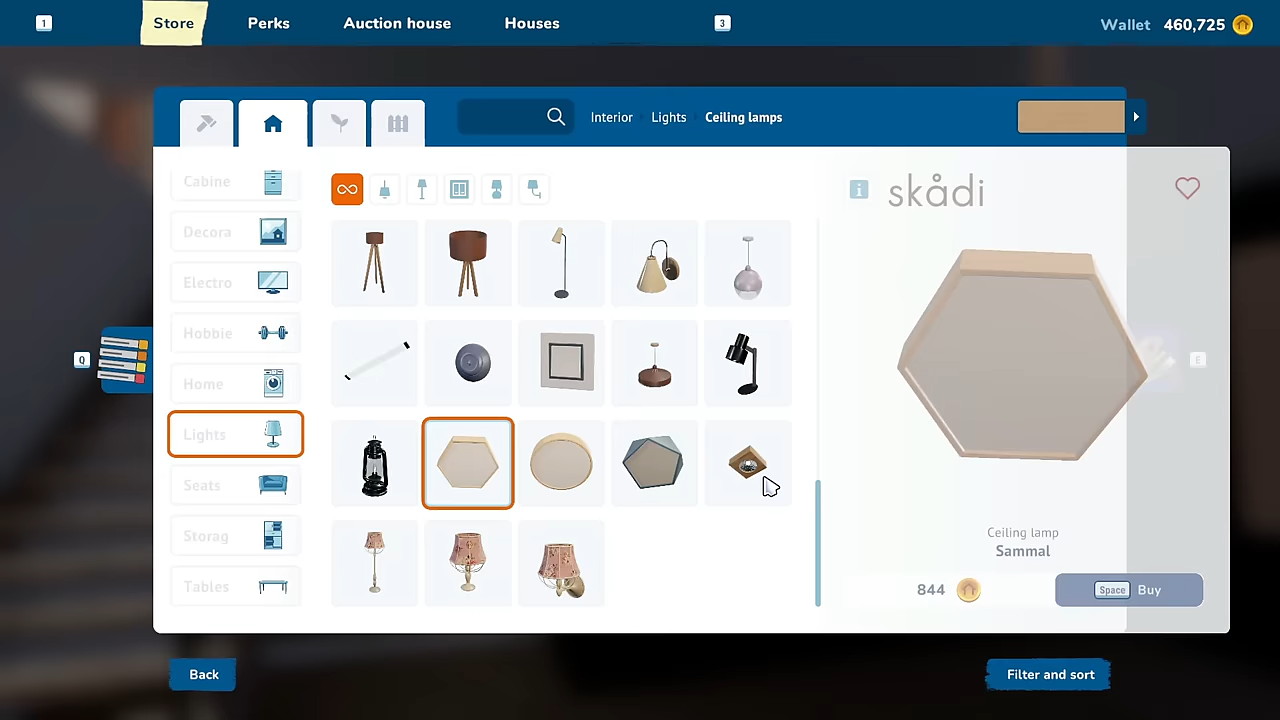 1
Store
Perks
Auction house
Houses
3
Wallet 460,725
Interior
Lights
Ceiling lamps
Cabine
Decora
Electro
Hobbie
Home
Lights
Seats
Storag
Tables
Q
skådi
E
Ceiling lamp
Sammal
844
Space Buy
Back
Filter and sort